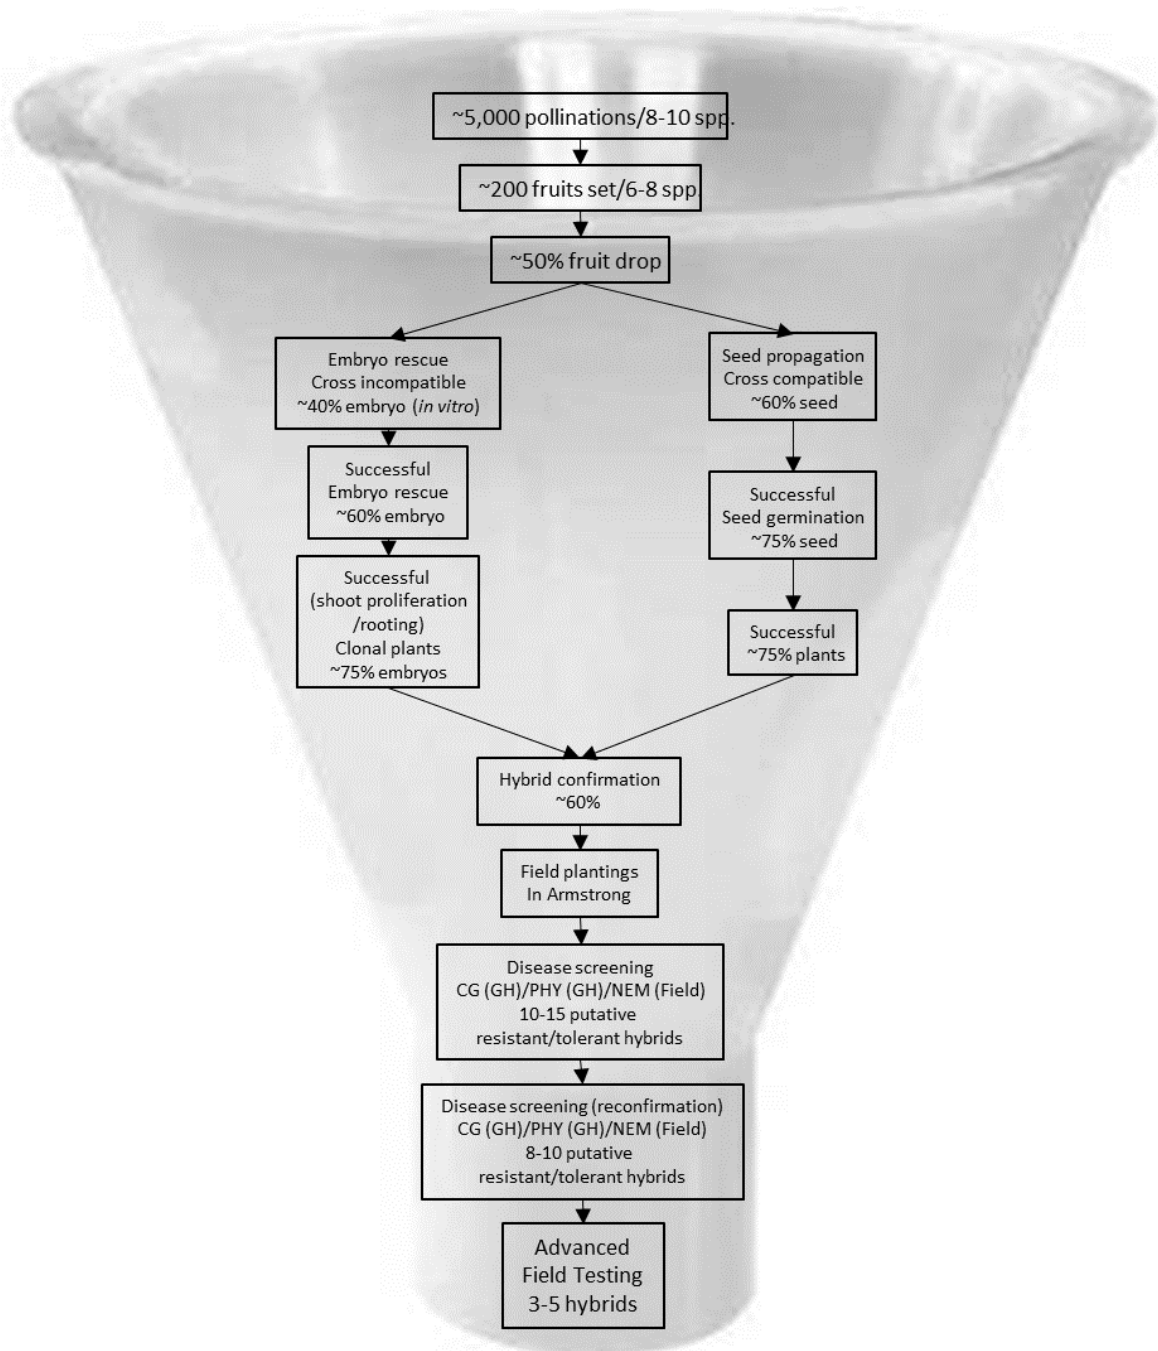 ~5,000 pollinations/8-10 spp.
~200 fruits set/6-8 spp.
~50% fruit drop
Embryo rescue
Cross incompatible
~40% embryo (in vitro)
Successful
Embryo rescue
~60% embryo
Successful
(shoot proliferation
/rooting)
Clonal plants
~75% embryos
Seed propagation
Cross compatible
~60% seed
Successful
Seed germination
~75% seed
Successful
~75% plants
Hybrid confirmation
~60%
Field plantings
In Armstrong
Disease screening
CG (GH)/PHY (GH)/NEM (Field)
10-15 putative
resistant/tolerant hybrids
Disease screening (reconfirmation)
CG (GH)/PHY (GH)/NEM (Field)
8-10 putative
resistant/tolerant hybrids
Advanced
Field Testing
3-5 hybrids